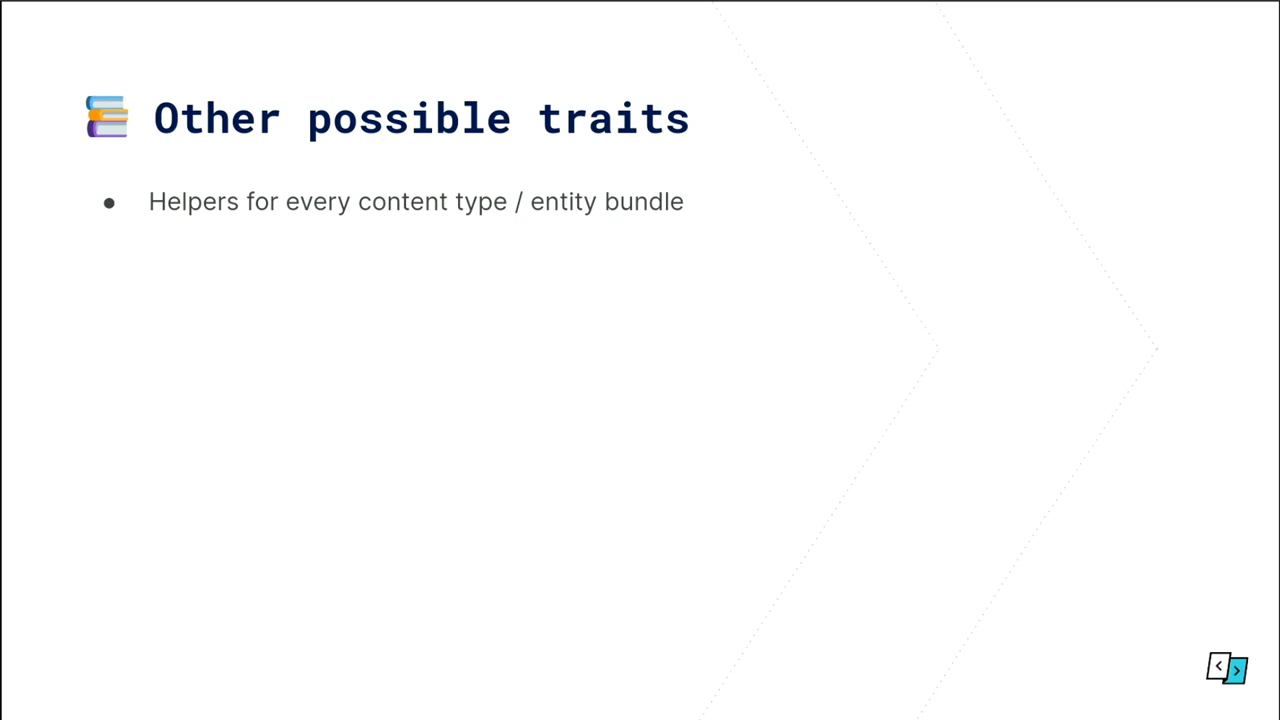 Other possible traits
● Helpers for every content type / entity bundle